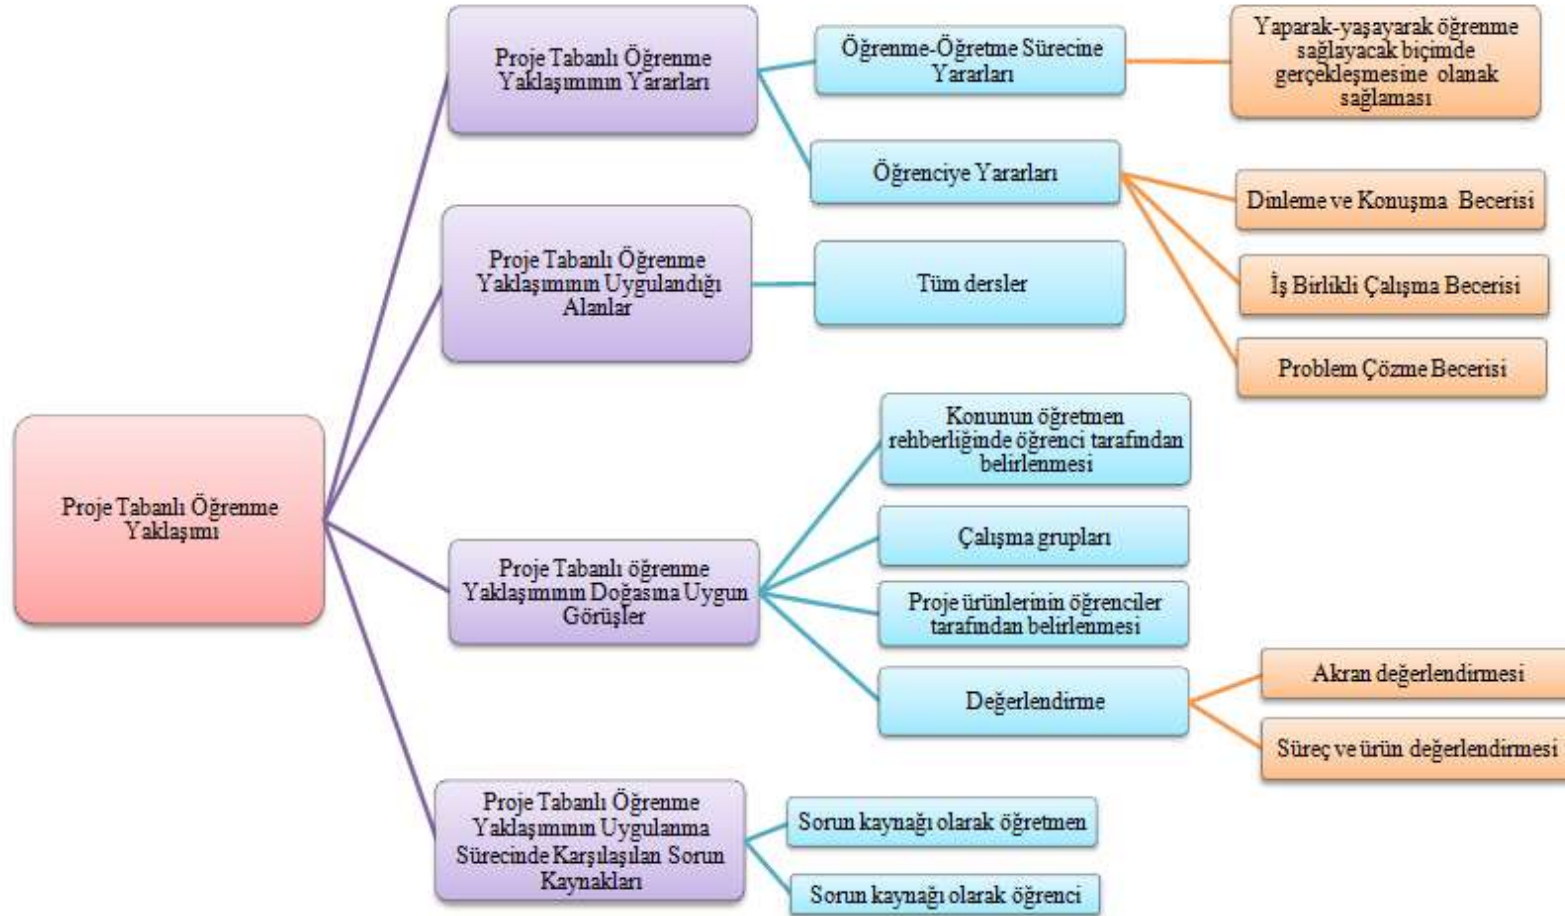 Proje Tabanlı Öğrenme
Yaklaşımı
Proje Tabanlı Öğrenme
Yaklaşımının Yararları
Öğrenme-Öğretme Sürecine
Yararları
Yaparak-yaşayarak öğrenme
sağlayacak biçimde
gerçekleşmesine olanak
sağlaması
Öğrenciye Yararları
Dinleme ve Konuşma Becerisi
İş Birlikli Çalışma Becerisi
Problem Çözme Becerisi
Proje Tabanlı Öğrenme
Yaklaşımının Uygulandığı
Alanlar
Tüm dersler
Proje Tabanlı öğrenme
Yaklaşımının Doğasına Uygun
Görüşler
Konunun öğretmen
rehberliğinde öğrenci tarafından
belirlenmesi
Çalışma grupları
Proje ürünlerinin öğrenciler
tarafından belirlenmesi
Değerlendirme
Akran değerlendirmesi
Süreç ve ürün değerlendirmesi
Proje Tabanlı Öğrenme
Yaklaşımının Uygulanma
Sürecinde Karşılaşılan Sorun
Kaynakları
Sorun kaynağı olarak öğretmen
Sorun kaynağı olarak öğrenci